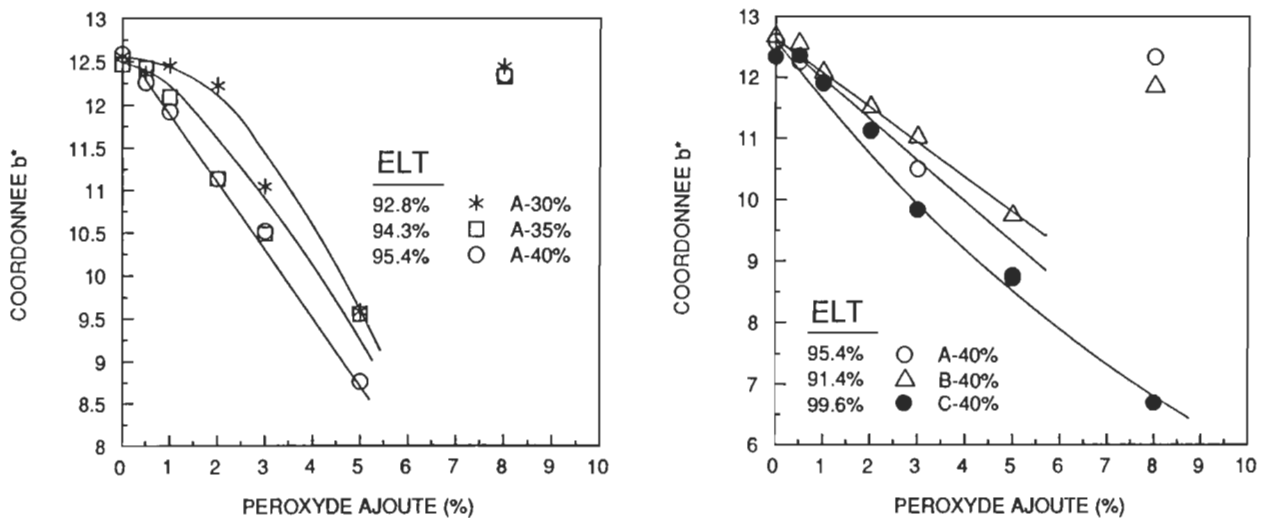 13
12.5
12
11.5
11
10.5
10
9.5
9
8.5
8
COORDONNEE b*
ELT
92.8% A-30%
94.3% A-35%
95.4% A-40%
0 1 2 3 4 5 6 7 8 9 10
PEROXYDE AJOUTE (%)
13
12
11
10
9
8
7
6
COORDONNEE b*
ELT
95.4% A-40%
91.4% B-40%
99.6% C-40%
0 1 2 3 4 5 6 7 8 9 10
PEROXYDE AJOUTE (%)